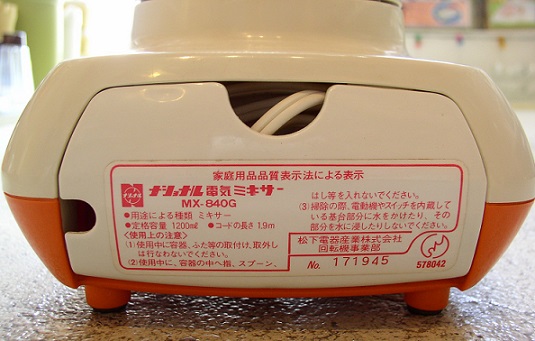 家庭用品品質表示法による表示
ナショナル 電気ミキサー
MX-840G
●用途による種類 ミキサー
●定格容量 1200mℓ ●コードの長さ 1.9m
〈使用上の注意〉
(1)使用中に容器、ふた等の取付け、取外し
は行なわないでください。
(2)使用中に、容器の中へ指、スプーン、
はし等を入れないでください。
(3)掃除の際、電動機やスイッチを内蔵して
いる基台部分に水をかけたり、その
部分を水に浸したりしないでください。
松下電器産業株式会社
回転機事業部
No. 171945
578042